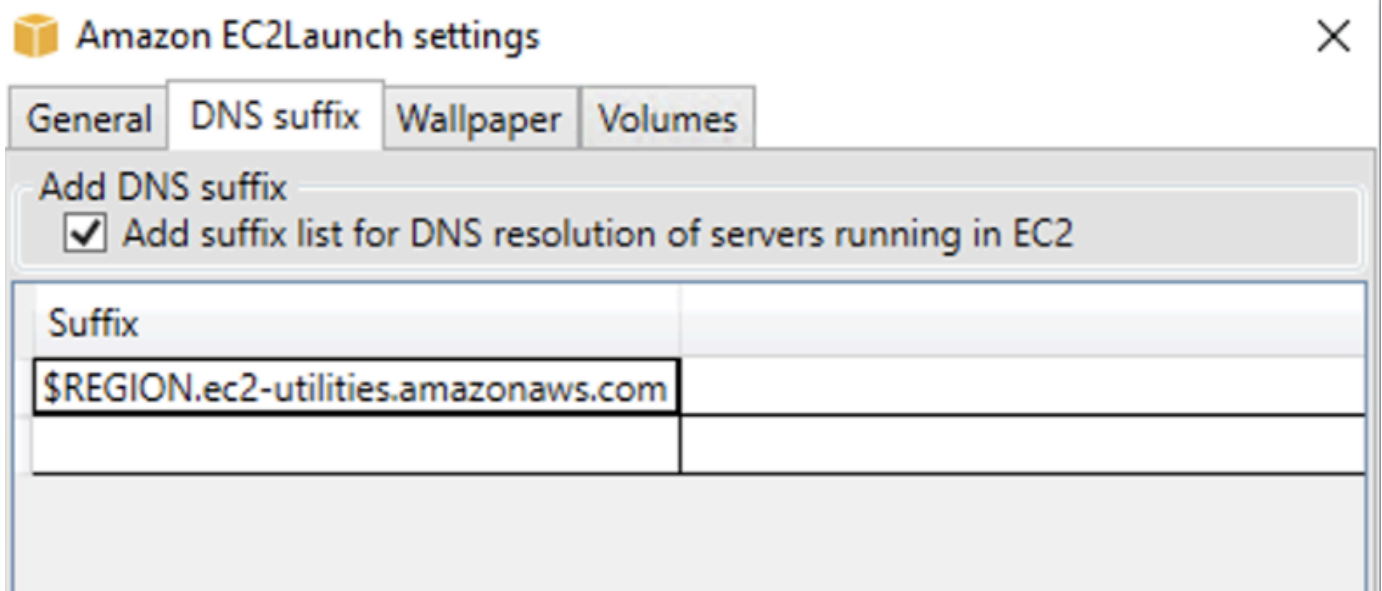 Amazon EC2Launch settings
General DNS suffix Wallpaper Volumes
Add DNS suffix
Add suffix list for DNS resolution of servers running in EC2
Suffix
$REGION.ec2-utilities.amazonaws.com